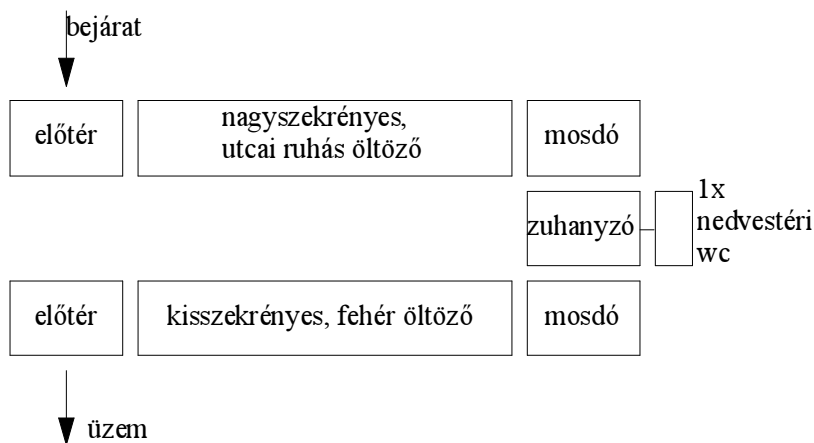 bejárat
előtér
nagyszekrényes,
utcai ruhás öltöző
mosdó
zuhanyzó
1x
nedvestéri
wc
előtér
kisszekrényes, fehér öltöző
mosdó
üzem